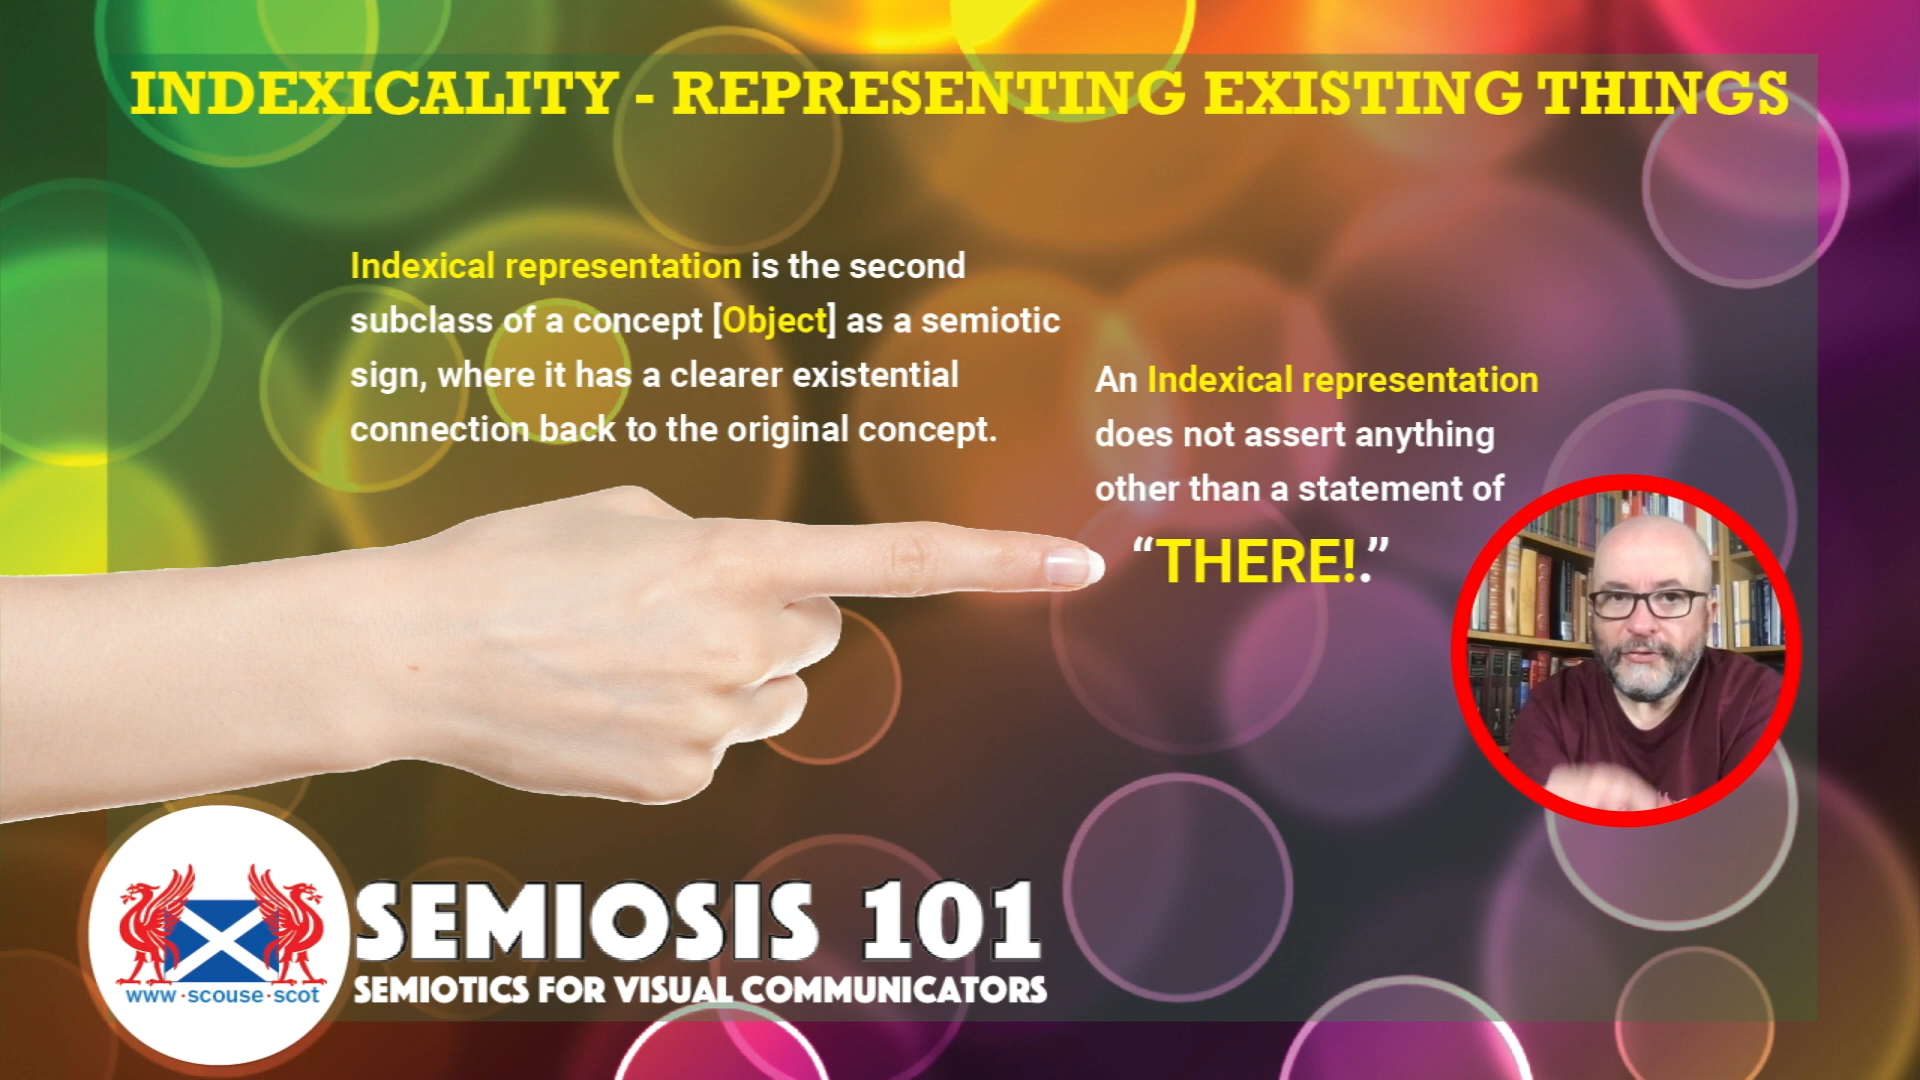 INDEXICALITY - REPRESENTING EXISTING THINGS
Indexical representation is the second
subclass of a concept [Object] as a semiotic
sign, where it has a clearer existential
connection back to the original concept.
An Indexical representation
does not assert anything
other than a statement of
“THERE!.”
www·scouse·scot
SEMIOSIS 101
SEMIOTICS FOR VISUAL COMMUNICATORS